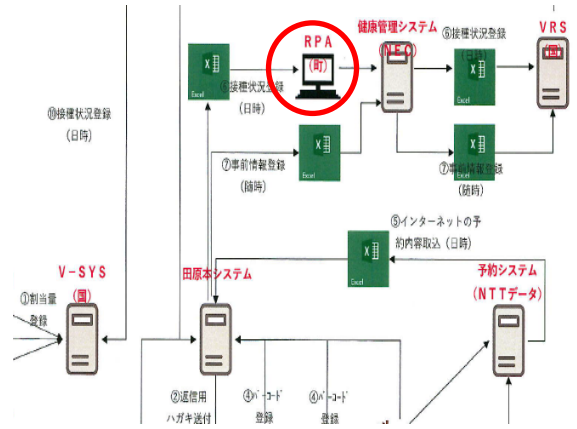 健康管理システム
(NEC)
⑥接種状況登録
(日時)
VRS
(国)
RPA
(町)
Excel
Excel
⑥接種状況登録
(日時)
⑩接種状況登録
(日時)
⑦事前情報登録
(随時)
Excel
Excel
⑦事前情報登録
(随時)
⑤インターネットの予
約内容取込(日時)
Excel
V-SYS
(国)
田原本システム
予約システム
(NTTデータ)
①割当量
登録
②返信用
ハガキ送付
④バーコード
登録
④バーコード
登録